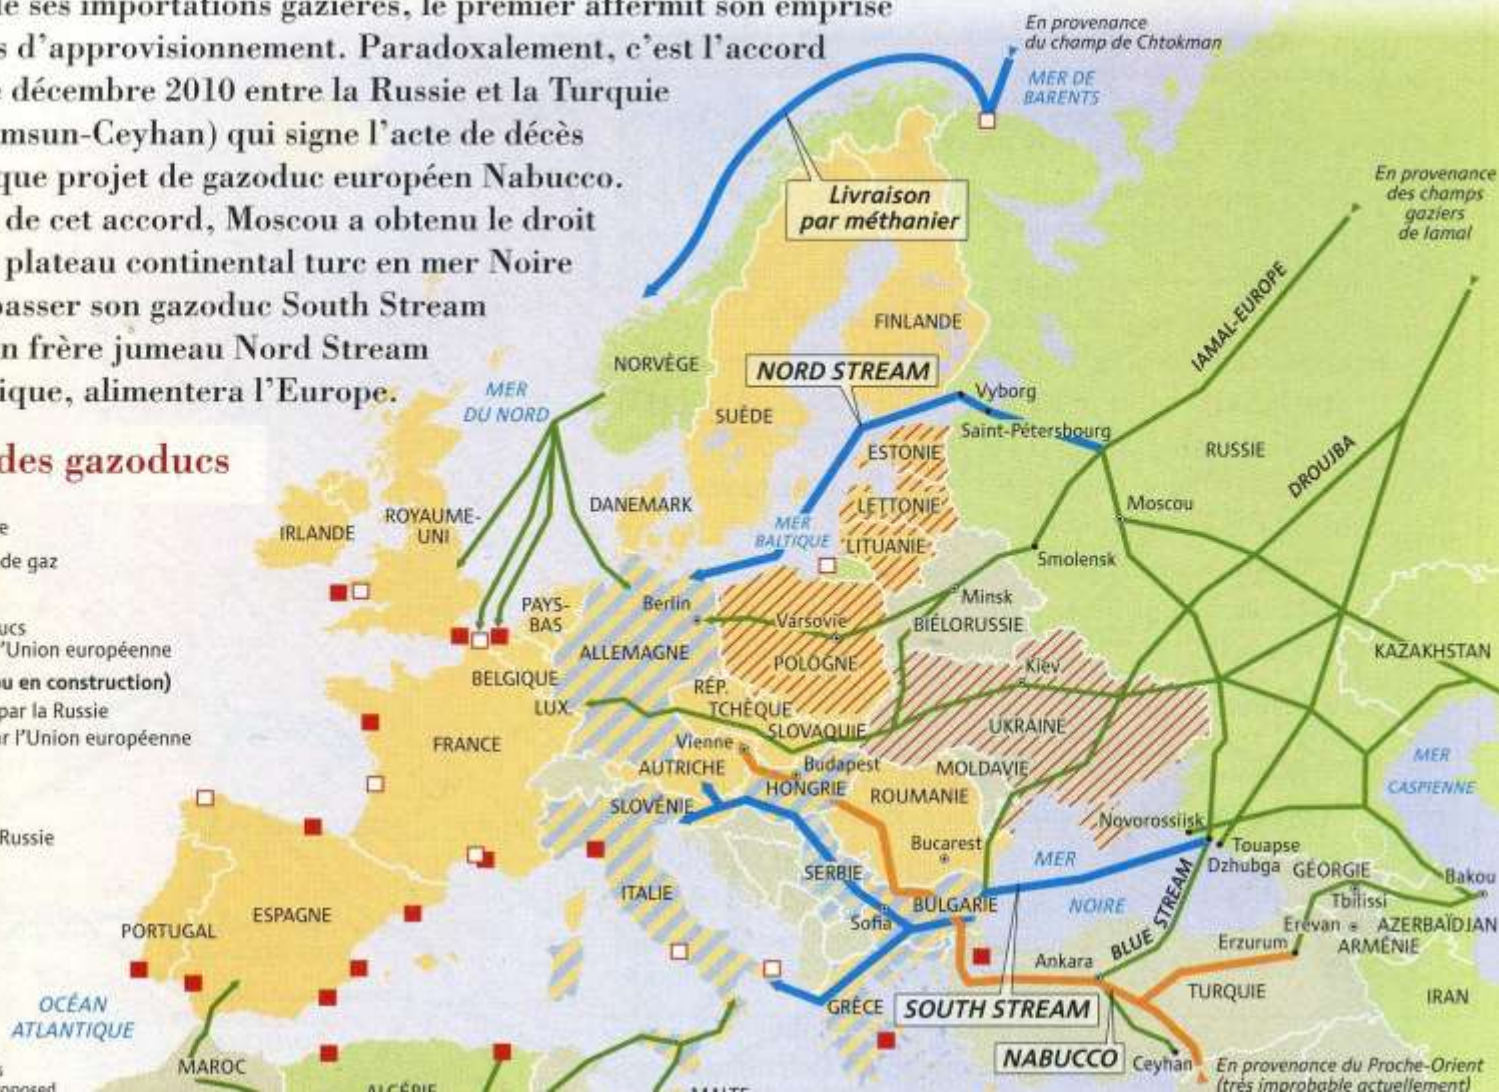 de ses importations gazières, le premier affermit son emprise
s d'approvisionnement. Paradoxalement, c'est l'accord
e décembre 2010 entre la Russie et la Turquie
msun-Ceyhan) qui signe l'acte de décès
que projet de gazoduc européen Nabucco.
de cet accord, Moscou a obtenu le droit
plateau continental turc en mer Noire
passer son gazoduc South Stream
n frère jumeau Nord Stream
ique, alimentera l'Europe.
des gazoducs
e
de gaz
ucs
l'Union européenne
ou en construction)
par la Russie
ar l'Union européenne
Russie
s
oposed
En provenance
du champ de Chtokman
MER DE
BARENTS
Livraison
par méthanier
En provenance
des champs
gaziers
de Iamal
IAMAL-EUROPE
FINLANDE
NORVÈGE
NORD STREAM
Vyborg
MER
DU NORD
SUÈDE
Saint-Pétersbourg
ESTONIE
RUSSIE
DROUJBA
DANEMARK
LETTONIE
Moscou
IRLANDE
ROYAUME-
UNI
MER
BALTIQUE
LITUANIE
Smolensk
PAYS-
BAS
Berlin
Varsovie
Minsk
BIÉLORUSSIE
ALLEMAGNE
POLOGNE
Kiev
KAZAKHSTAN
BELGIQUE
RÉP.
TCHÈQUE
LUX.
SLOVAQUIE
UKRAINE
FRANCE
Vienne
AUTRICHE
Budapest
HONGRIE
MOLDAVIE
MER
CASPIENNE
SLOVÉNIE
ROUMANIE
Novorossiisk
Bucarest
MER
NOIRE
Touapse
Dzhubga
GÉORGIE
SERBIE
Bakou
ITALIE
BULGARIE
Tbilissi
Sofia
BLUE STREAM
Erevan
AZERBAÏDJAN
ARMÉNIE
ESPAGNE
PORTUGAL
Erzurum
Ankara
TURQUIE
IRAN
OCÉAN
ATLANTIQUE
GRÈCE
SOUTH STREAM
NABUCCO
Ceyhan
En provenance du Proche-Orient
(très improbable actuellement)
MAROC
ALGÉRIE
MALTE